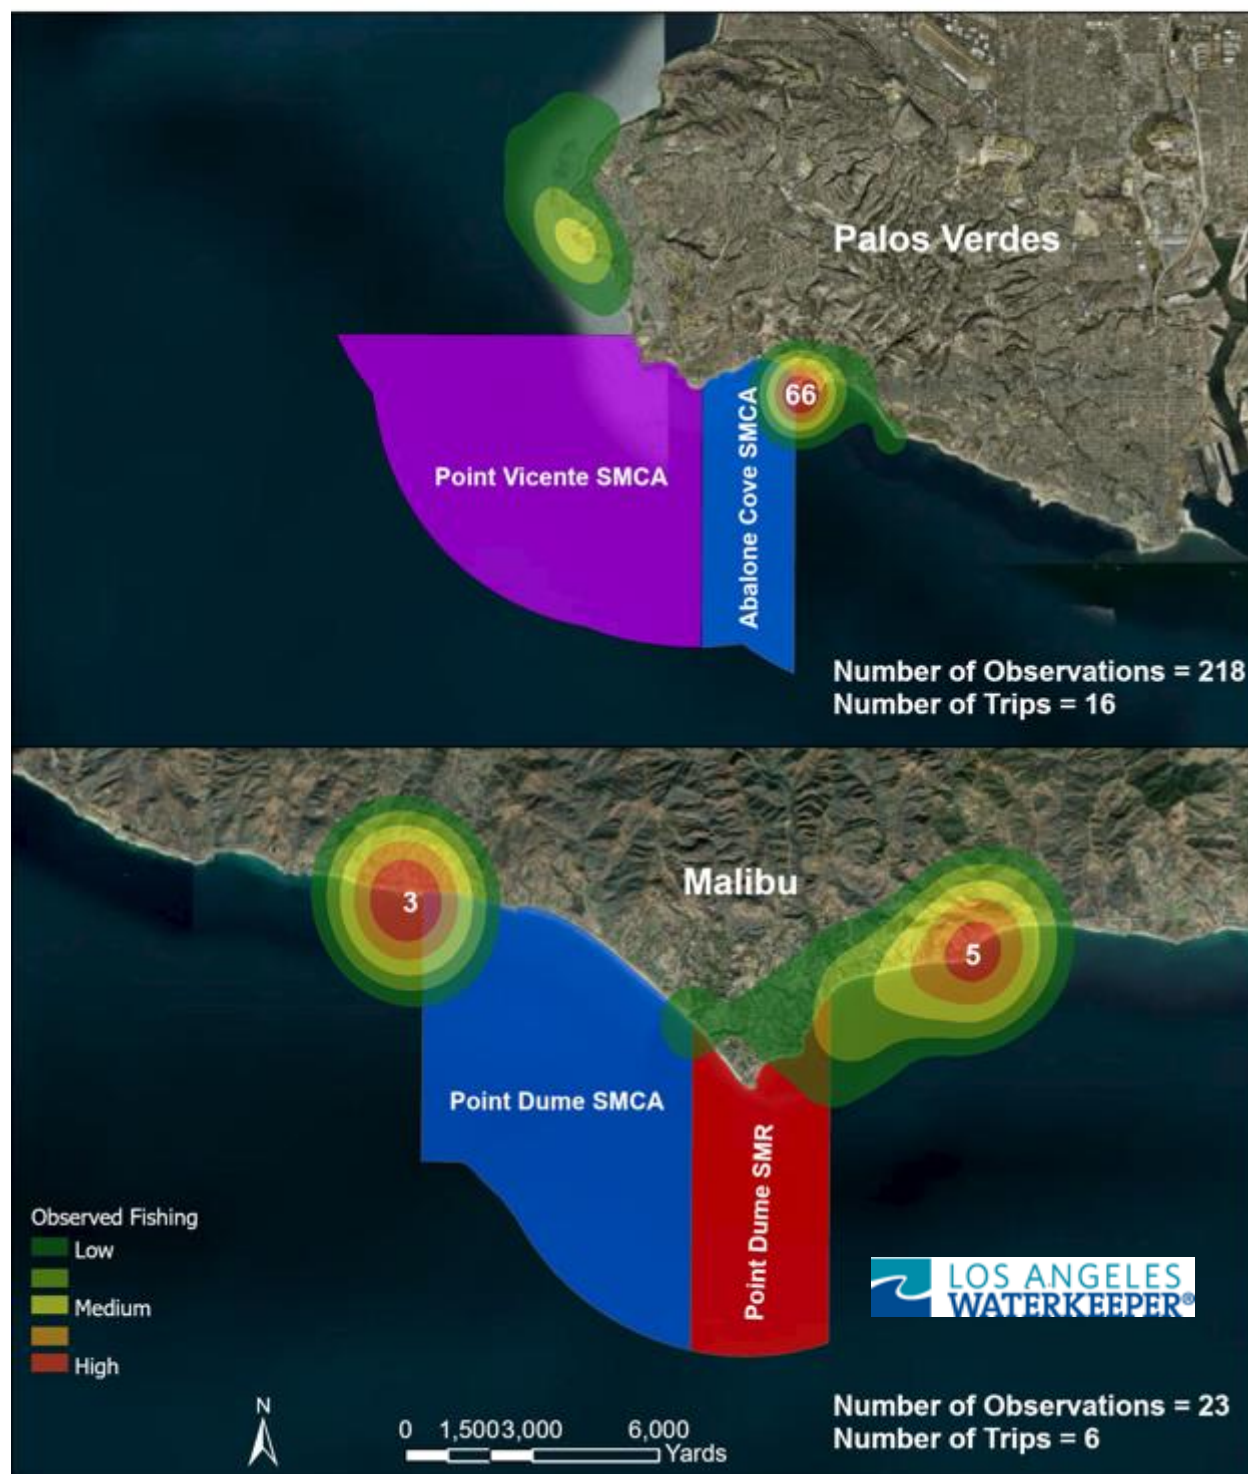 Palos Verdes
66
Point Vicente SMCA
Abalone Cove SMCA
Number of Observations = 218
Number of Trips = 16
Malibu
3
5
Point Dume SMCA
Point Dume SMR
Observed Fishing
Low
Medium
High
LOS ANGELES
WATERKEEPER®
N
0 1,500 3,000 6,000
Yards
Number of Observations = 23
Number of Trips = 6